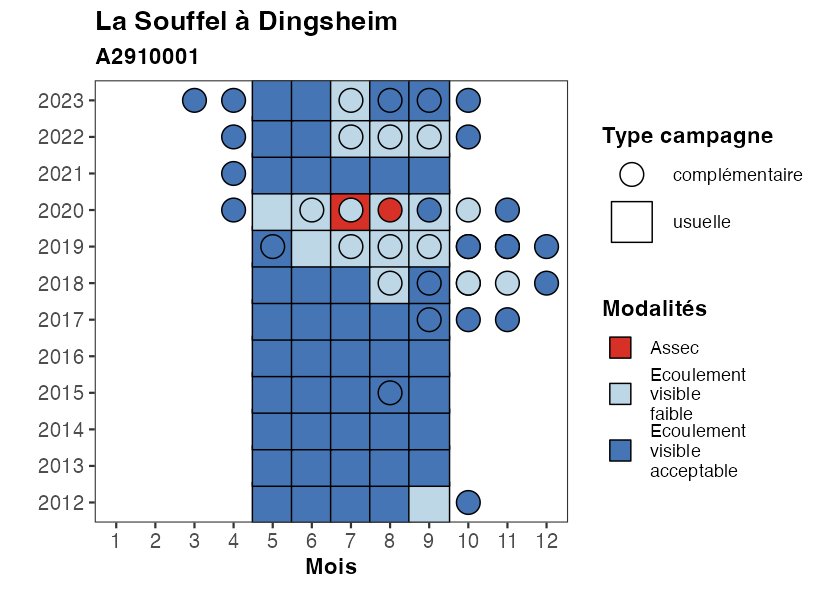 La Souffel à Dingsheim
A2910001
2023
2022
2021
2020
2019
2018
2017
2016
2015
2014
2013
2012
1 2 3 4 5 6 7 8 9 10 11 12
Mois
Type campagne
complémentaire
usuelle
Modalités
Assec
Ecoulement
visible
faible
Ecoulement
visible
acceptable